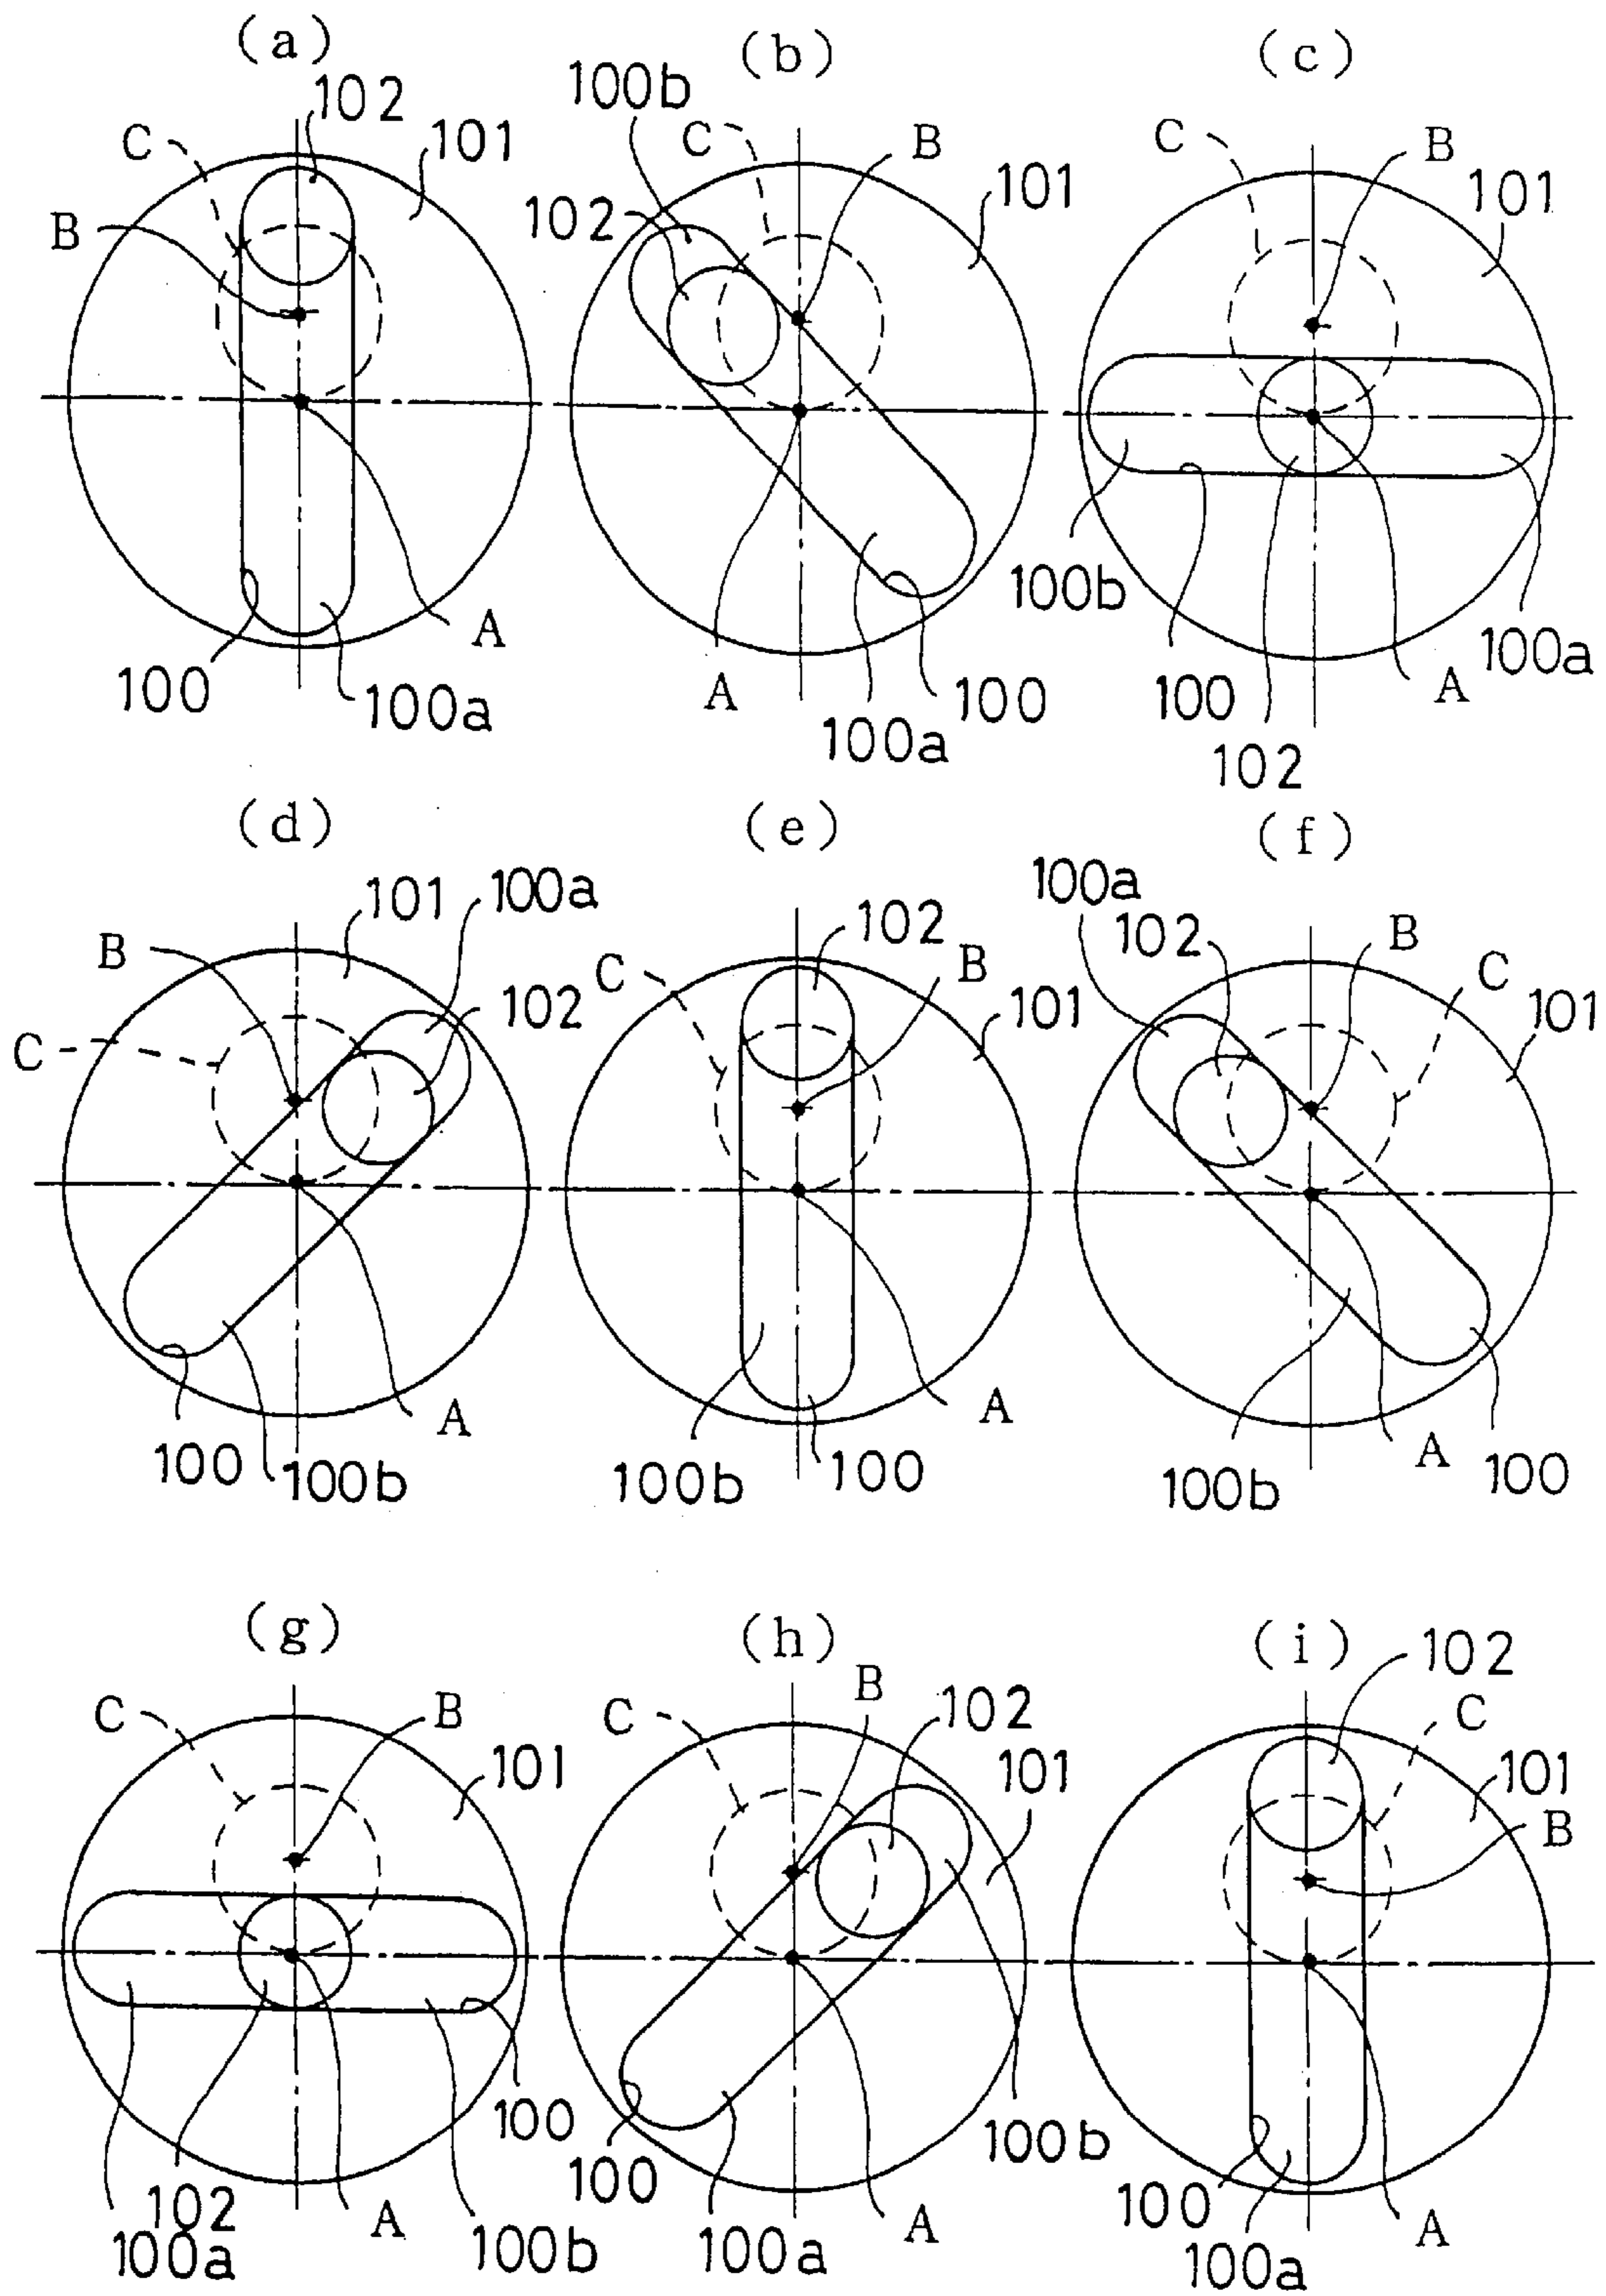 (a) (b) (c)
102 100b
C 101 C B C B
B 102 101 101
A 100b 100a
100 100a A 100a 100 100 A
102
(d) (e) (f)
101 100a 102 100a
B 102 C B 102 B C
C 101 101
A A A
100 100b 100b 100 100b 100
(g) (h) (i) 102
C B C B 102 C
101 101 101
B
100 100 100b 100
102 A 100b 100a A 100a A
100a